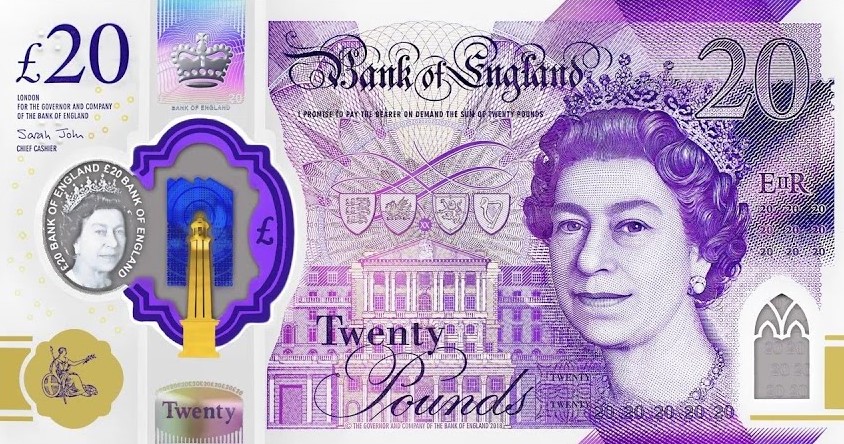 £20
LONDON
FOR THE GOVERNOR AND COMPANY
OF THE BANK OF ENGLAND
Sarah John
CHIEF CASHIER
£20 BANK OF ENGLAND £20 BANK OF ENGLAND
BANK OF ENGLAND
£
Twenty
Bank of England
I PROMISE TO PAY THE BEARER ON DEMAND THE SUM OF TWENTY POUNDS
20
EIIR
20 20 20
20 20 20
20 20 20
Twenty
Pounds
TWENTY
TWENTY
20 20 20 20 20
© THE GOVERNOR AND COMPANY OF THE BANK OF ENGLAND 2018